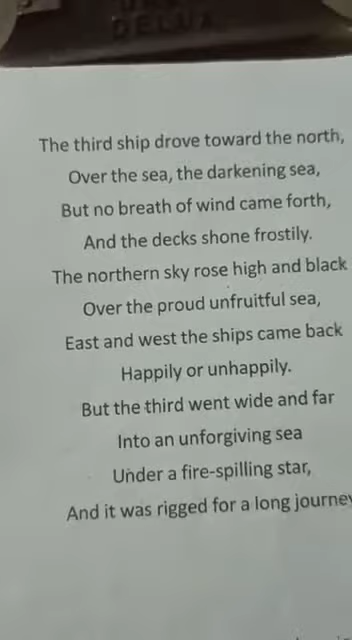 DELUX
The third ship drove toward the north,
Over the sea, the darkening sea,
But no breath of wind came forth,
And the decks shone frostily.
The northern sky rose high and black
Over the proud unfruitful sea,
East and west the ships came back
Happily or unhappily.
But the third went wide and far
Into an unforgiving sea
Under a fire-spilling star,
And it was rigged for a long journey